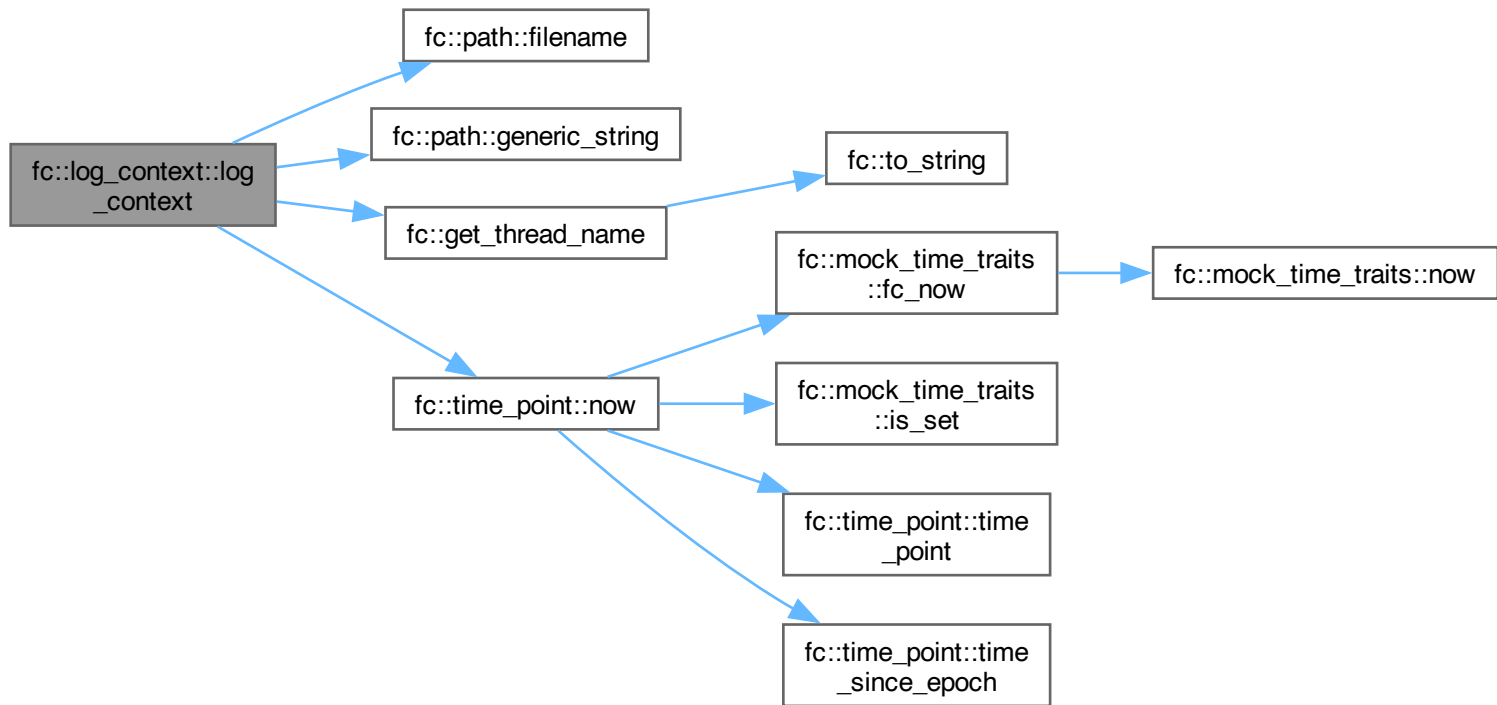 fc::log_context::log
_context
fc::path::filename
fc::path::generic_string
fc::get_thread_name
fc::to_string
fc::time_point::now
fc::mock_time_traits
::fc_now
fc::mock_time_traits::now
fc::mock_time_traits
::is_set
fc::time_point::time
_point
fc::time_point::time
_since_epoch